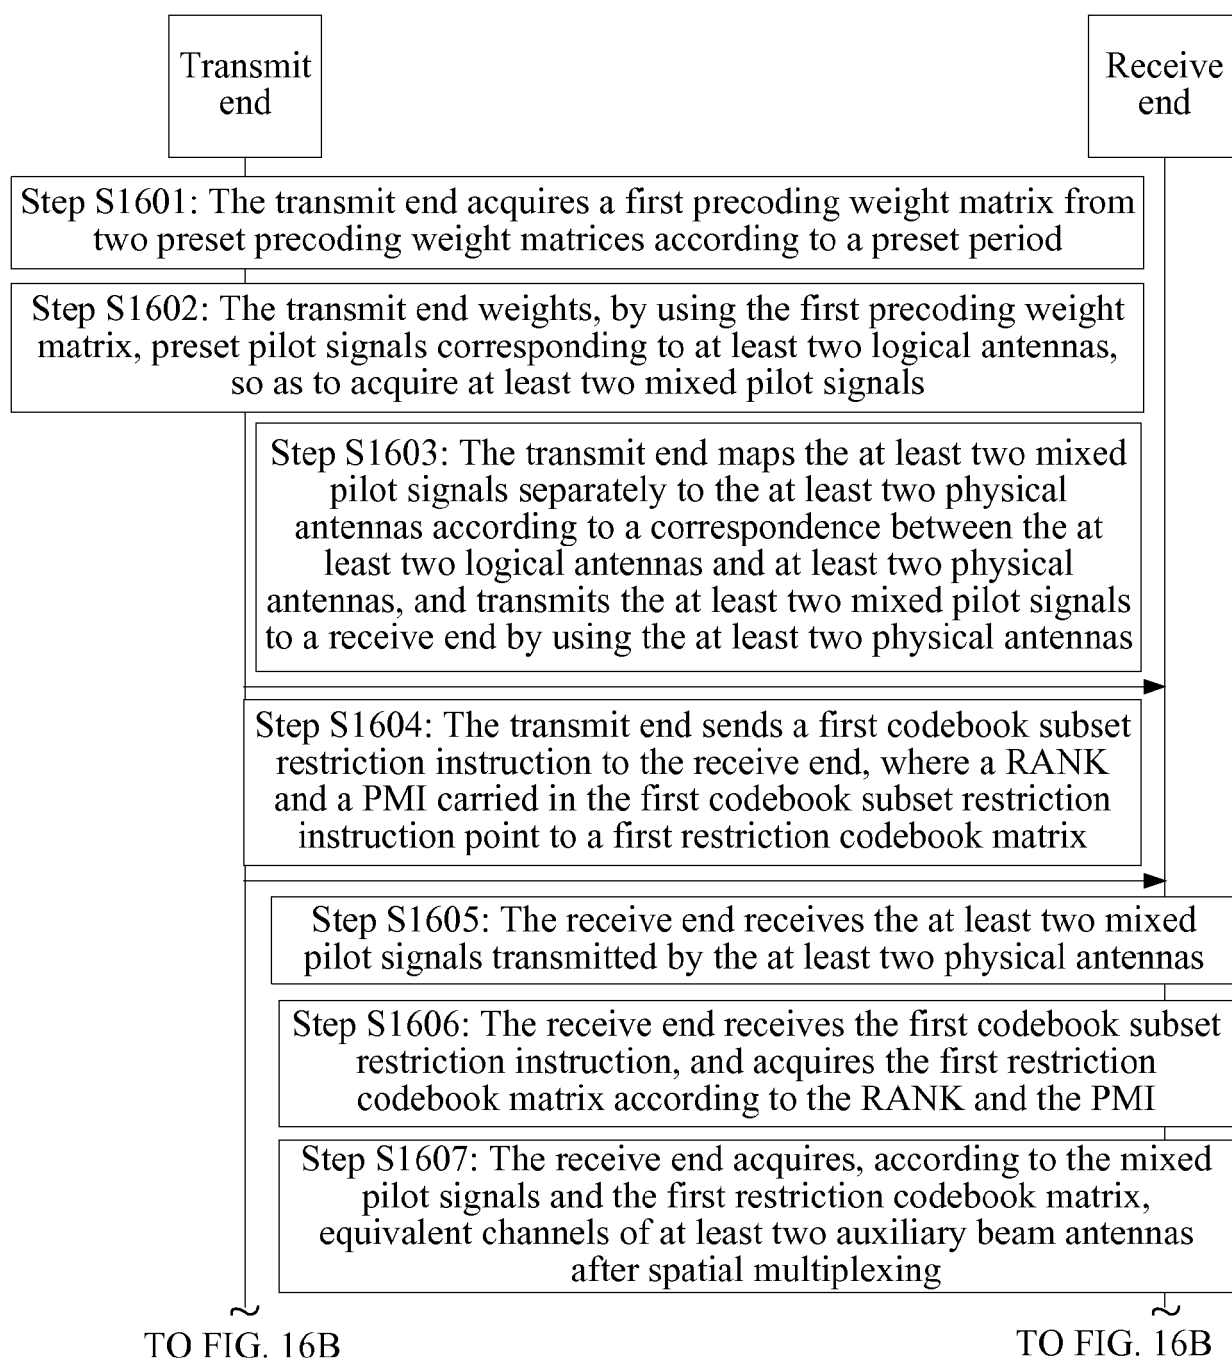 Transmit
end
Receive
end
Step S1601: The transmit end acquires a first precoding weight matrix from
two preset precoding weight matrices according to a preset period
Step S1602: The transmit end weights, by using the first precoding weight
matrix, preset pilot signals corresponding to at least two logical antennas,
so as to acquire at least two mixed pilot signals
Step S1603: The transmit end maps the at least two mixed
pilot signals separately to the at least two physical
antennas according to a correspondence between the at
least two logical antennas and at least two physical
antennas, and transmits the at least two mixed pilot signals
to a receive end by using the at least two physical antennas
Step S1604: The transmit end sends a first codebook subset
restriction instruction to the receive end, where a RANK
and a PMI carried in the first codebook subset restriction
instruction point to a first restriction codebook matrix
Step S1605: The receive end receives the at least two mixed
pilot signals transmitted by the at least two physical antennas
Step S1606: The receive end receives the first codebook subset
restriction instruction, and acquires the first restriction
codebook matrix according to the RANK and the PMI
Step S1607: The receive end acquires, according to the mixed
pilot signals and the first restriction codebook matrix,
equivalent channels of at least two auxiliary beam antennas
after spatial multiplexing
TO FIG. 16B
TO FIG. 16B